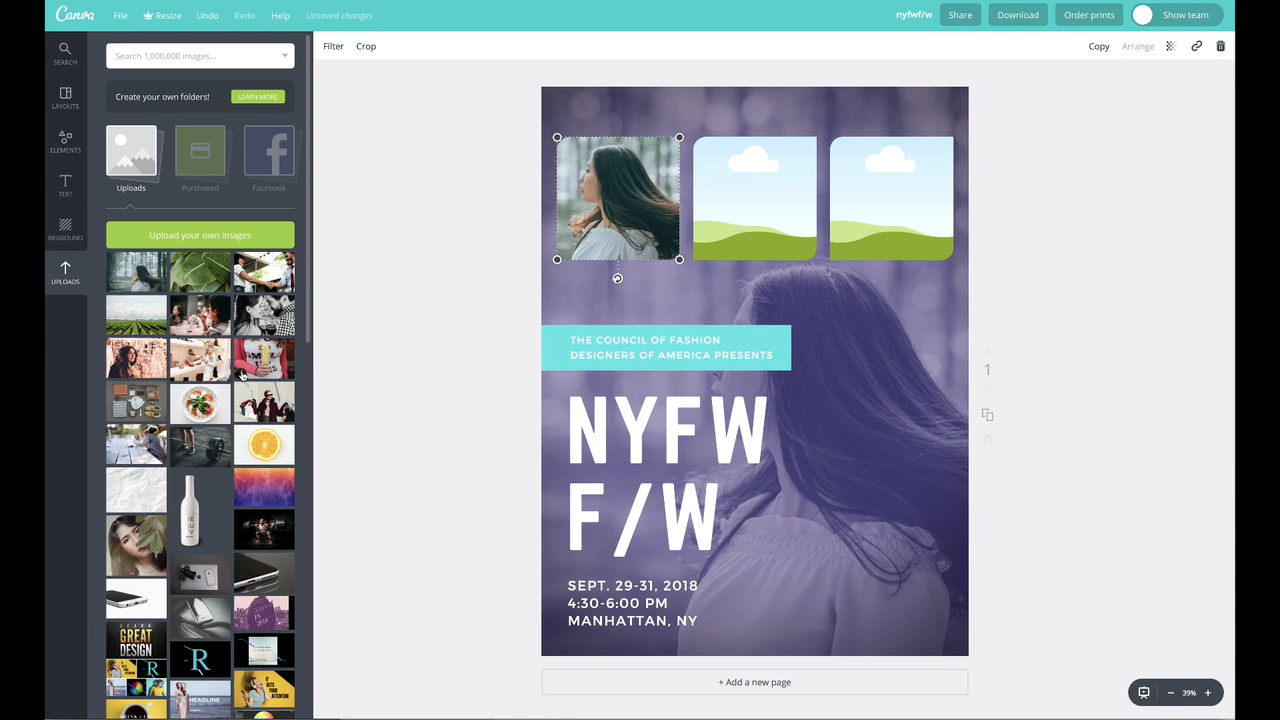 Canva
File
Resize
Undo
Redo
Help
Unsaved changes
nyfwf/w
Share
Download
Order prints
Show team
SEARCH
LAYOUTS
ELEMENTS
TEXT
BKGROUND
UPLOADS
Search 1,000,000 images...
Create your own folders!
LEARN MORE
Uploads
Purchased
Facebook
Upload your own images
Filter
Crop
Copy
Arrange
THE COUNCIL OF FASHION
DESIGNERS OF AMERICA PRESENTS
NYFW
F/W
SEPT. 29-31, 2018
4:30-6:00 PM
MANHATTAN, NY
1
+ Add a new page
39%
GREAT
DESIGN
R
HEADLINE